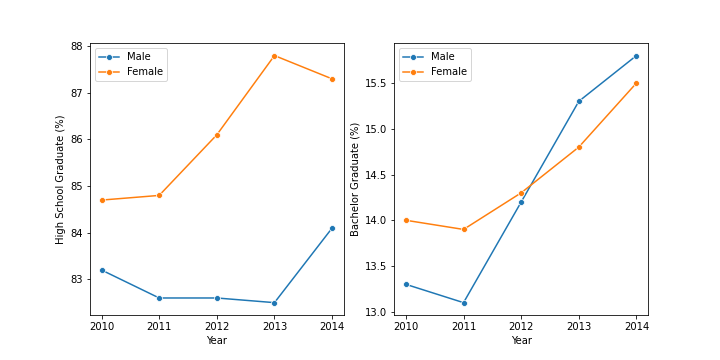 Male
Female
High School Graduate (%)
88
87
86
85
84
83
2010 2011 2012 2013 2014
Year
Male
Female
Bachelor Graduate (%)
15.5
15.0
14.5
14.0
13.5
13.0
2010 2011 2012 2013 2014
Year